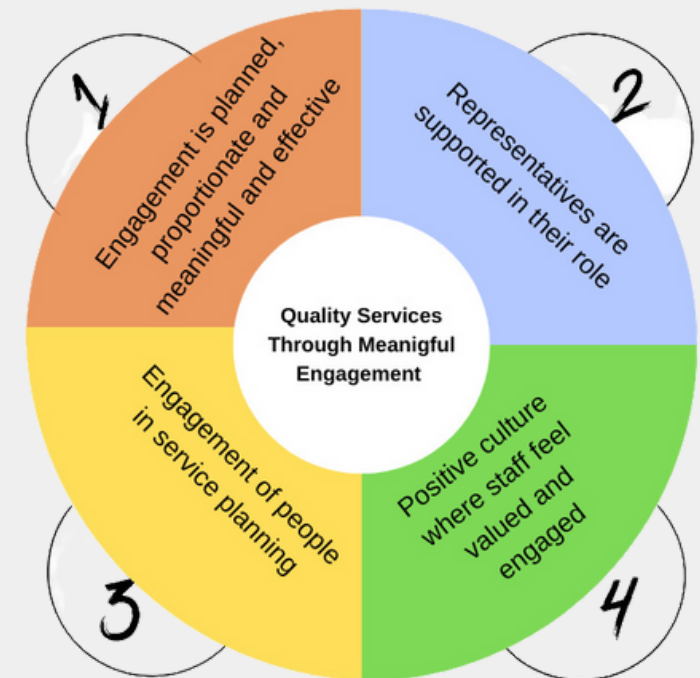 1
Engagement is planned,
proportionate and
meaningful and effective
2
Representatives are
supported in their role
Quality Services
Through Meanigful
Engagement
3
Engagement of people
in service planning
4
Positive culture
where staff feel
valued and
engaged